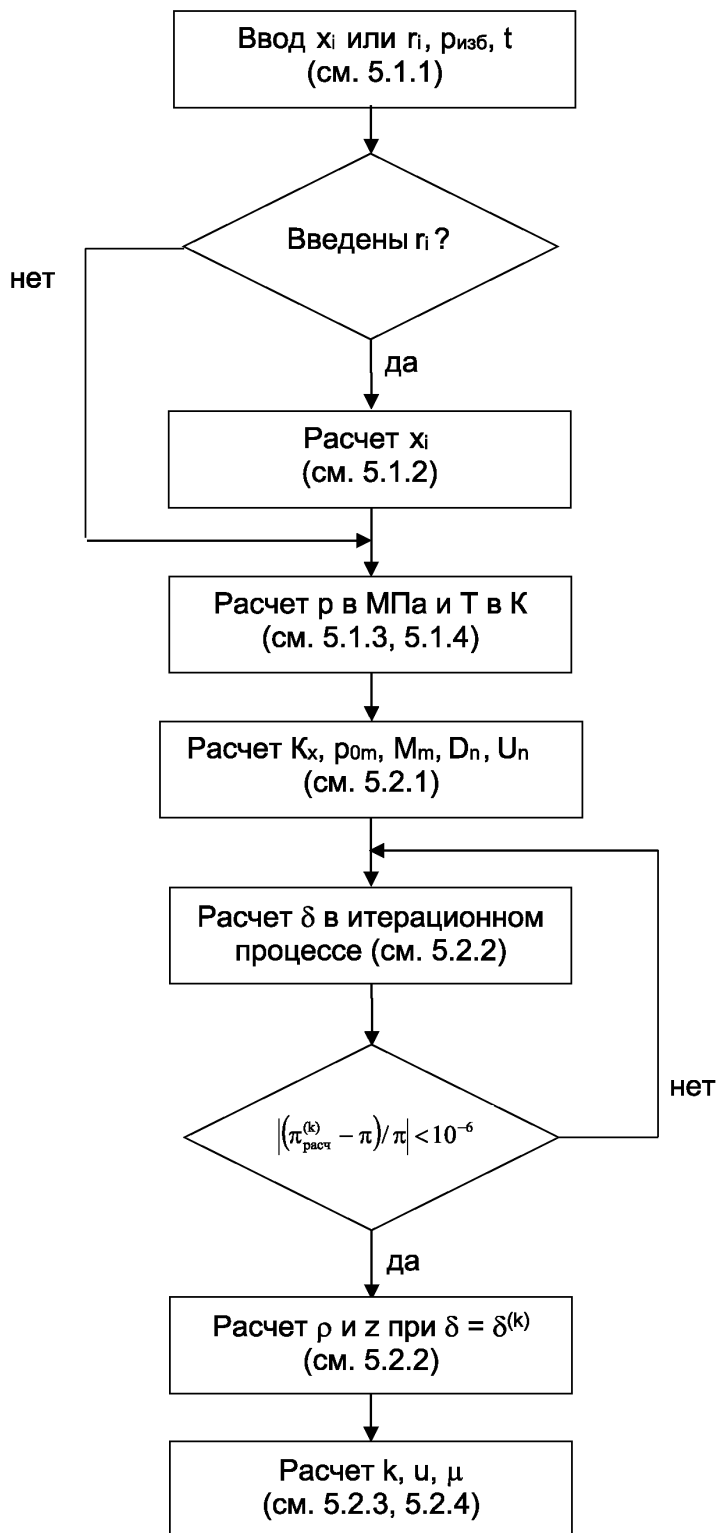 Ввод xᵢ или rᵢ, pизб, t
(см. 5.1.1)
Введены rᵢ ?
нет
да
Расчет xᵢ
(см. 5.1.2)
Расчет p в МПа и Т в К
(см. 5.1.3, 5.1.4)
Расчет Kₓ, p₀ₘ, Mₘ, Dₙ, Uₙ
(см. 5.2.1)
Расчет δ в итерационном
процессе (см. 5.2.2)
нет
|(π⁽ᵏ⁾расч − π)/π| < 10⁻⁶
да
Расчет ρ и z при δ = δ⁽ᵏ⁾
(см. 5.2.2)
Расчет k, u, μ
(см. 5.2.3, 5.2.4)